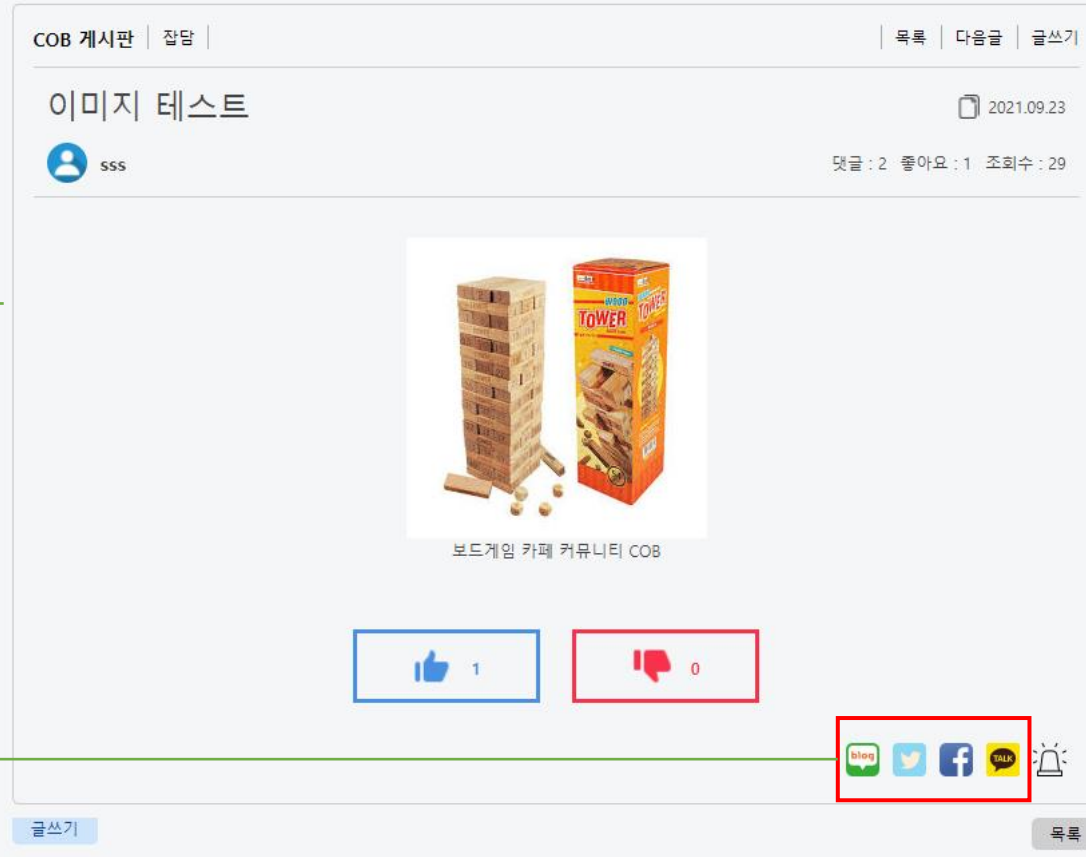 COB 게시판 잡담 목록 다음글 글쓰기
이미지 테스트 2021.09.23
sss 댓글 : 2 좋아요 : 1 조회수 : 29
WOOD
TOWER
TOWER
보드게임 카페 커뮤니티 COB
1 0
blog TALK
글쓰기 목록